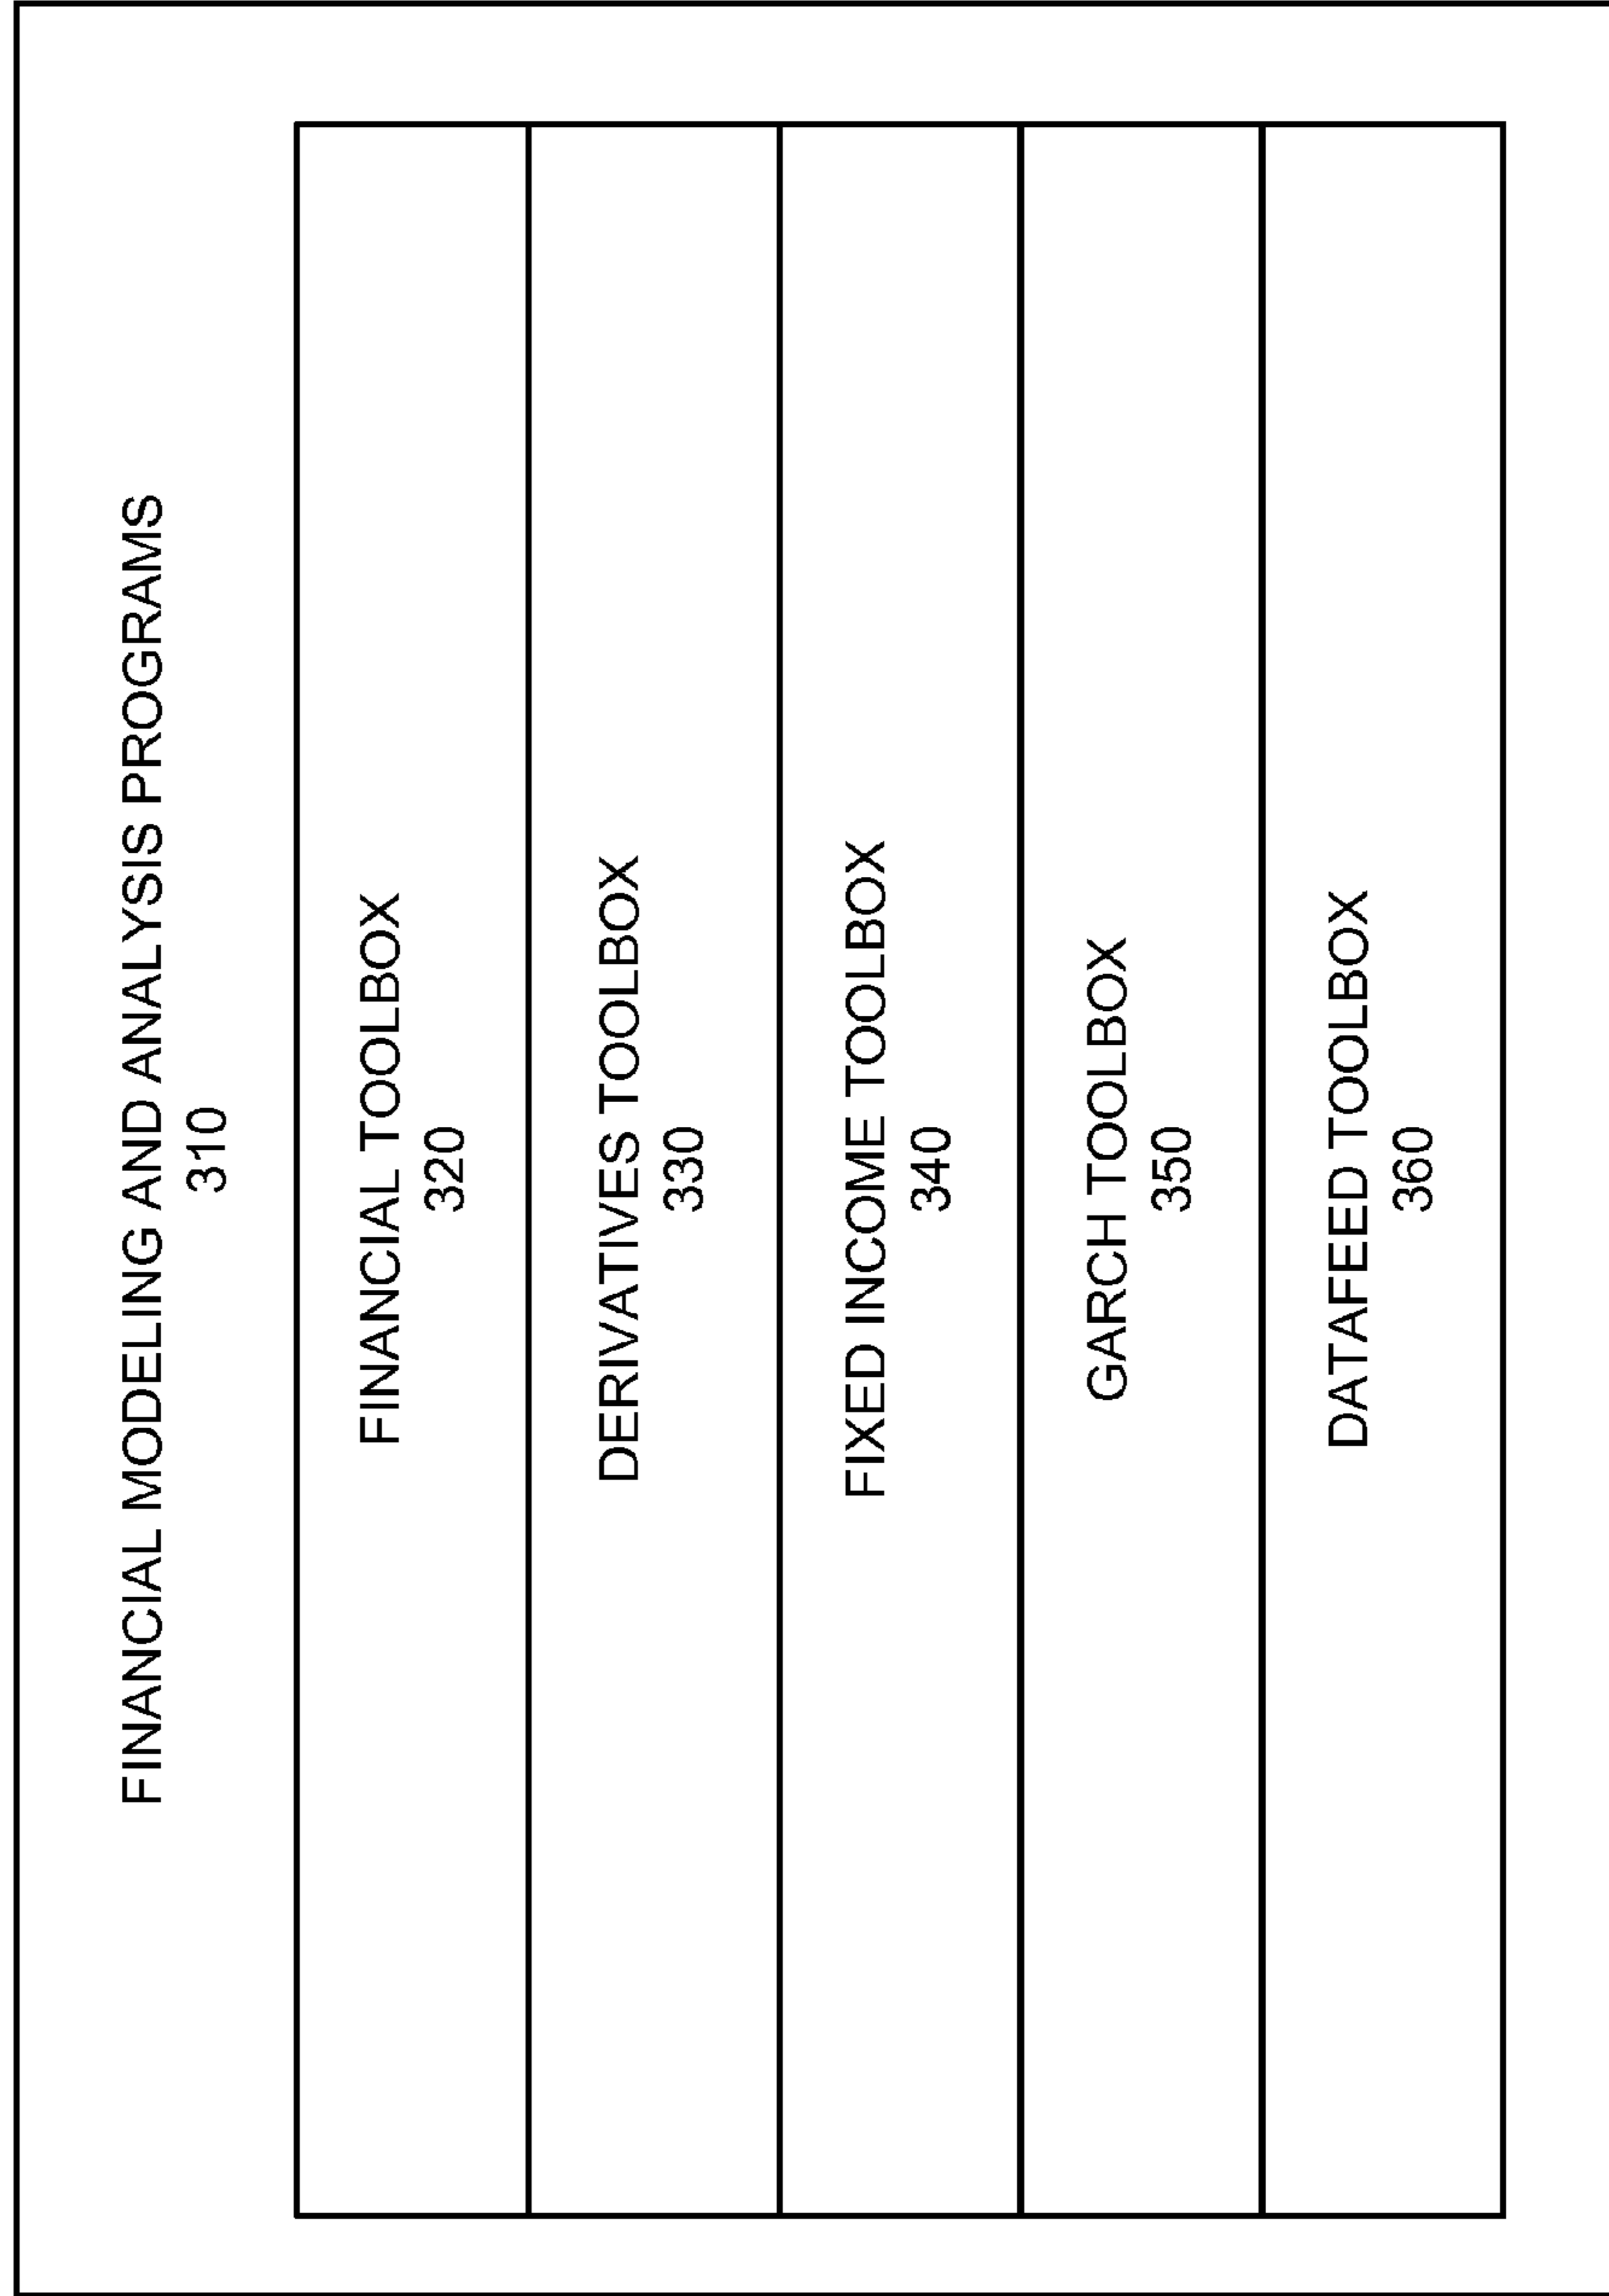 FINANCIAL MODELING AND ANALYSIS PROGRAMS
310
FINANCIAL TOOLBOX
320
DERIVATIVES TOOLBOX
330
FIXED INCOME TOOLBOX
340
GARCH TOOLBOX
350
DATAFEED TOOLBOX
360